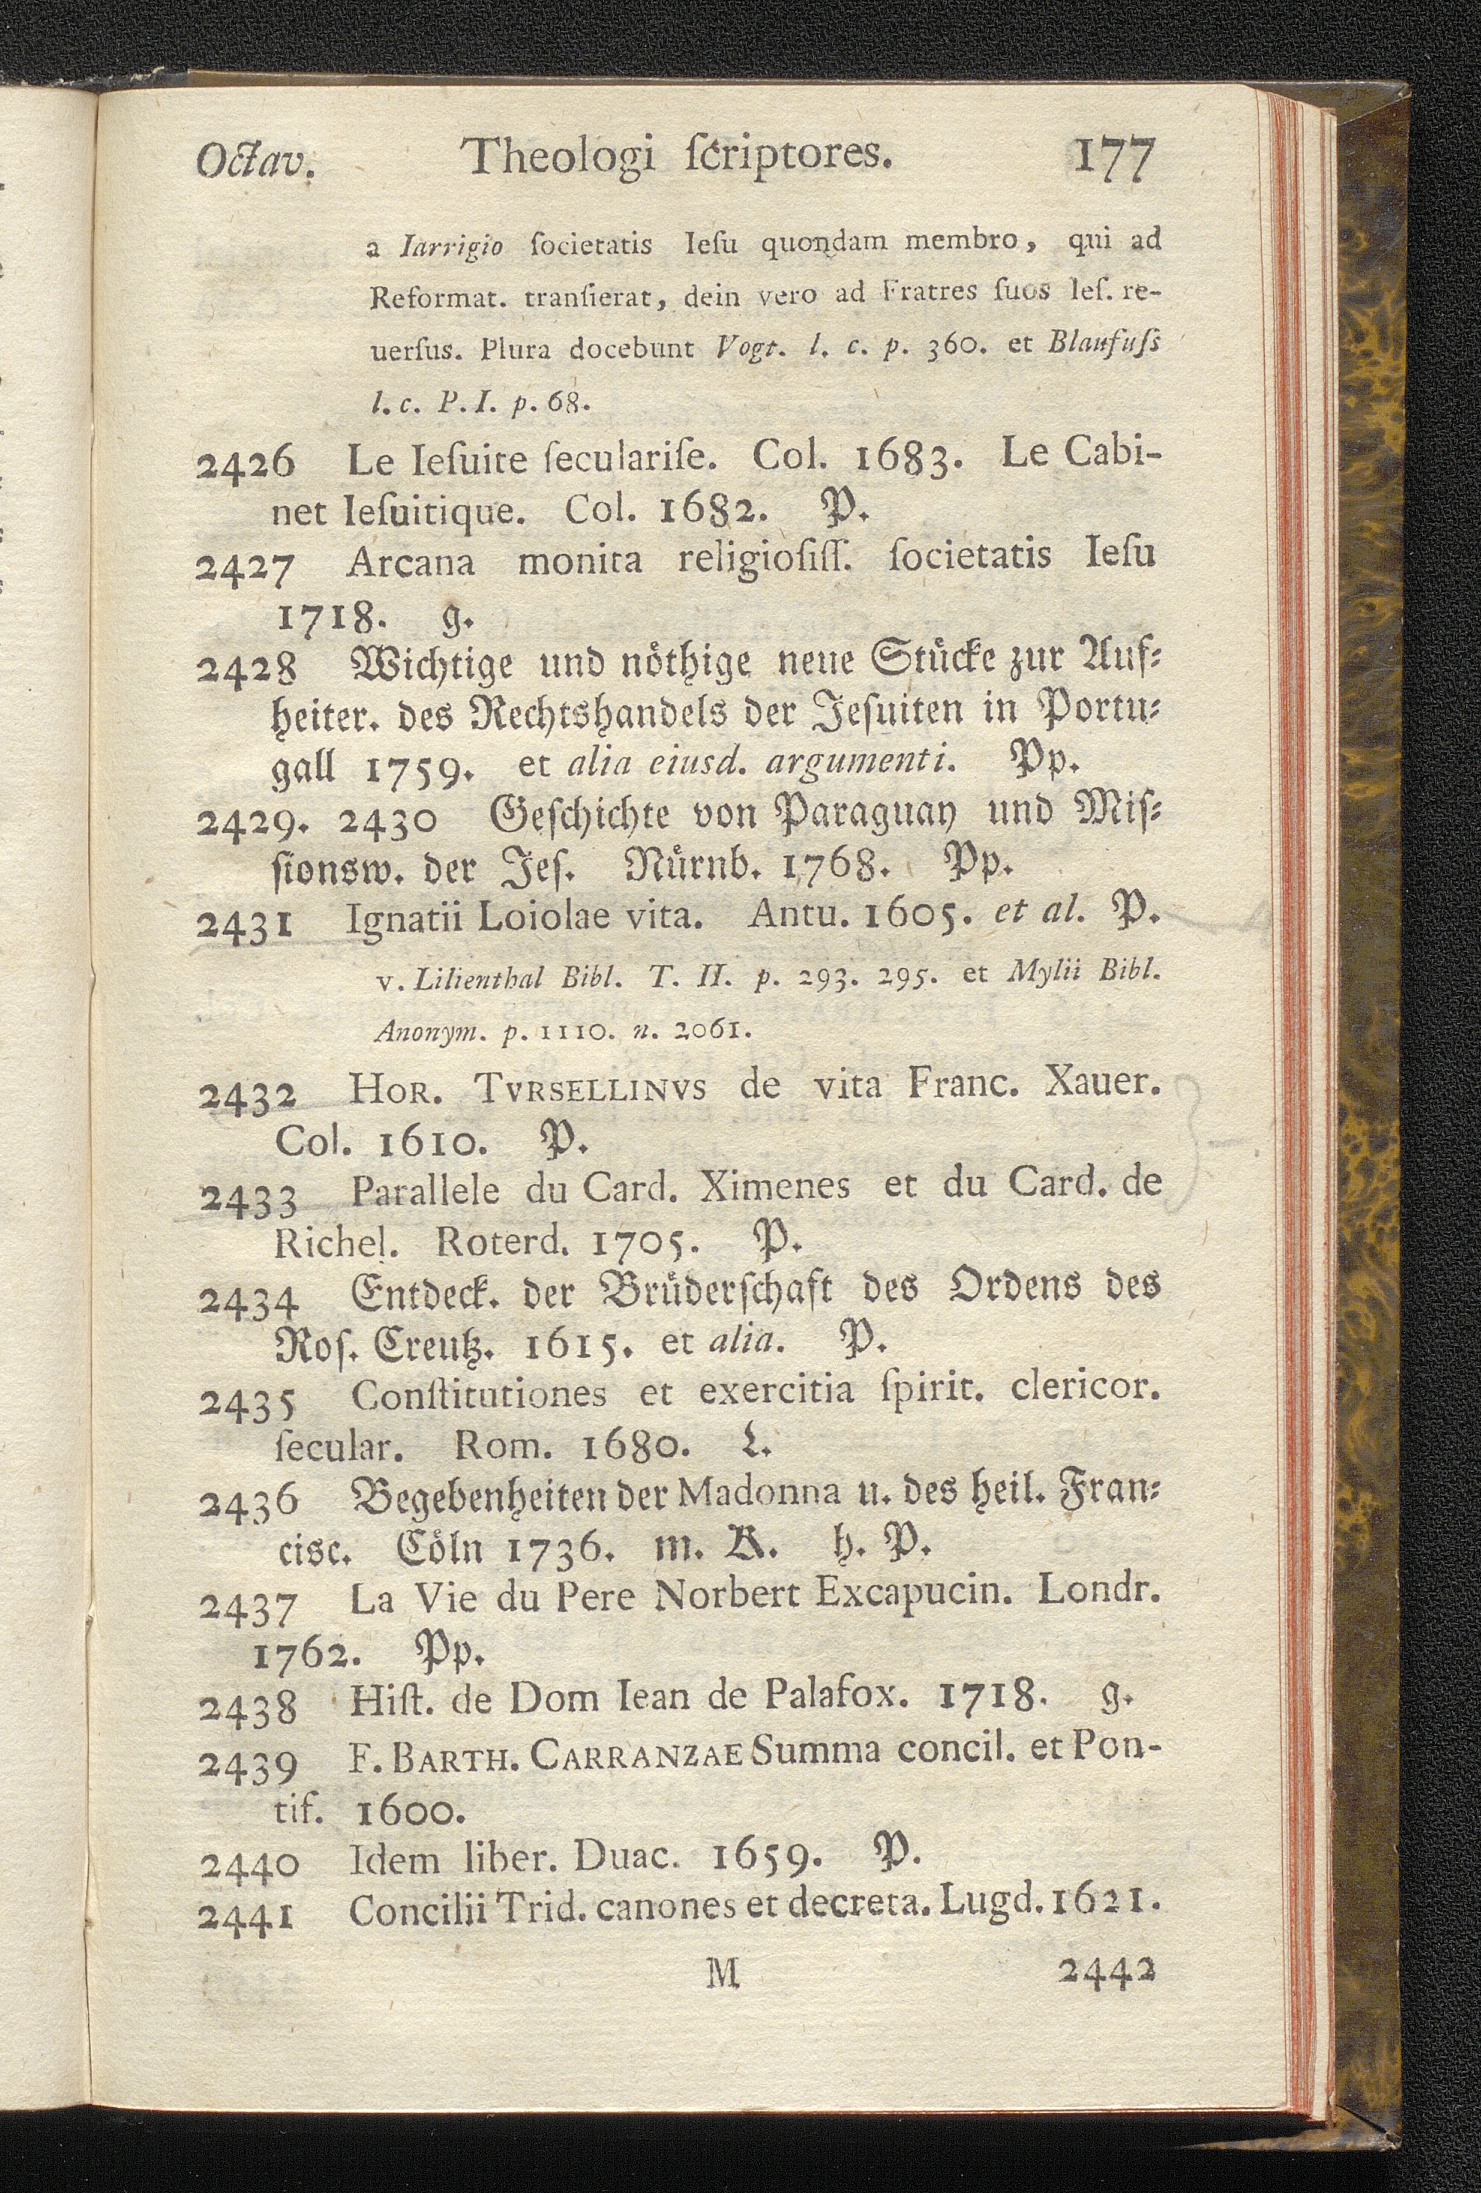 Octav. Theologi ſcriptores. 177
a Iarrigio ſocietatis Ieſu quondam membro, qui ad
Reformat. tranſierat, dein vero ad Fratres ſuos Ieſ. re-
uerſus. Plura docebunt Vogt. l. c. p. 360. et Blaufuſs
l. c. P. I. p. 68.
2426 Le Ieſuite ſeculariſe. Col. 1683. Le Cabi-
net Ieſuitique. Col. 1682. P.
2427 Arcana monita religioſiſſ. ſocietatis Ieſu
1718. g.
2428 Wichtige und nöthige neue Stücke zur Auf⸗
heiter. des Rechtshandels der Jeſuiten in Portu⸗
gall 1759. et alia eiusd. argumenti. Pp.
2429. 2430 Geſchichte von Paraguay und Miſ⸗
ſionsw. der Jeſ. Nürnb. 1768. Pp.
2431 Ignatii Loiolae vita. Antu. 1605. et al. P.
v. Lilienthal Bibl. T. II. p. 293. 295. et Mylii Bibl.
Anonym. p. 1110. n. 2061.
2432 HOR. TVRSELLINVS de vita Franc. Xauer.
Col. 1610. P.
2433 Parallele du Card. Ximenes et du Card. de
Richel. Roterd. 1705. P.
2434 Entdeck. der Brüderſchaft des Ordens des
Roſ. Creutz. 1615. et alia. P.
2435 Conſtitutiones et exercitia ſpirit. clericor.
ſecular. Rom. 1680. L.
2436 Begebenheiten der Madonna u. des heil. Fran⸗
cisc. Cöln 1736. m. K. h. P.
2437 La Vie du Pere Norbert Excapucin. Londr.
1762. Pp.
2438 Hiſt. de Dom Iean de Palafox. 1718. g.
2439 F. BARTH. CARRANZAE Summa concil. et Pon-
tif. 1600.
2440 Idem liber. Duac. 1659. P.
2441 Concilii Trid. canones et decreta. Lugd. 1621.
M 2442